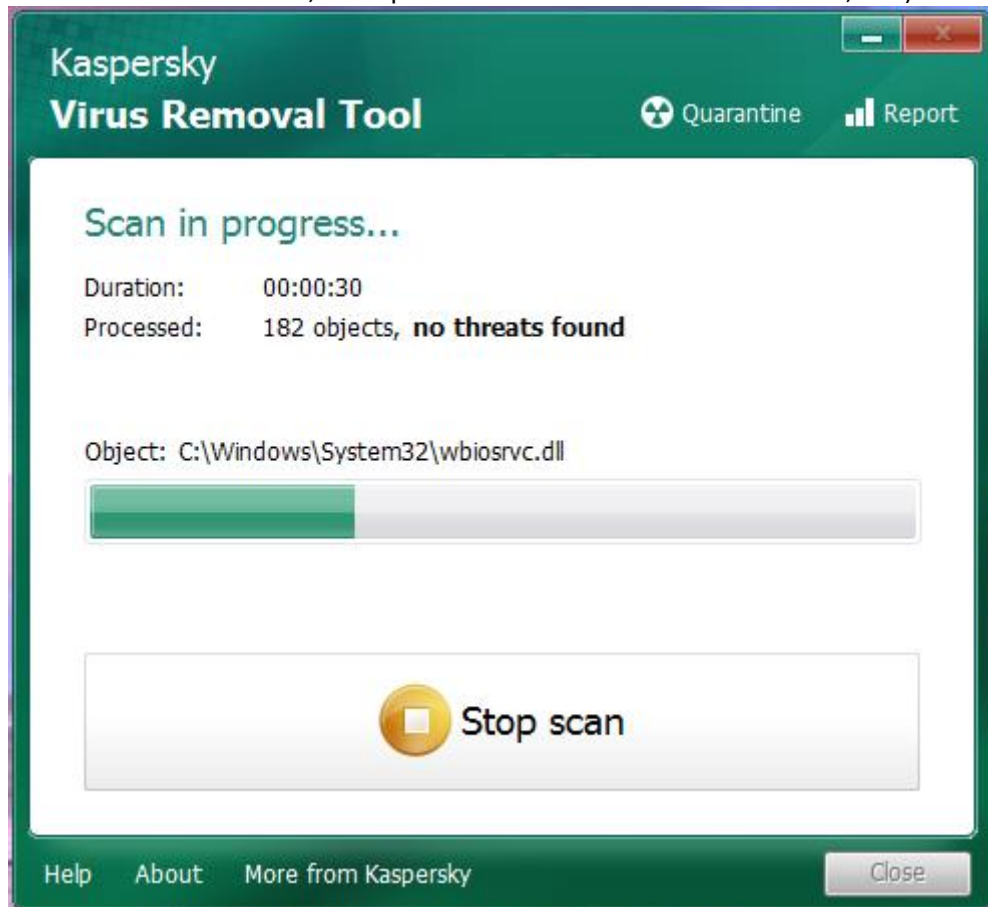 Kaspersky
Virus Removal Tool
Quarantine
Report
Scan in progress...
Duration: 00:00:30
Processed: 182 objects, no threats found
Object: C:\Windows\System32\wbiosrvc.dll
Stop scan
Help About More from Kaspersky
Close